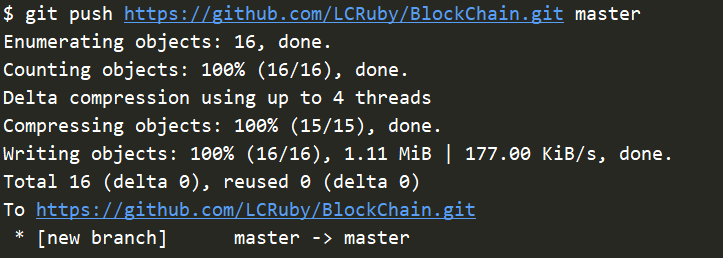 $ git push https://github.com/LCRuby/BlockChain.git master
Enumerating objects: 16, done.
Counting objects: 100% (16/16), done.
Delta compression using up to 4 threads
Compressing objects: 100% (15/15), done.
Writing objects: 100% (16/16), 1.11 MiB | 177.00 KiB/s, done.
Total 16 (delta 0), reused 0 (delta 0)
To https://github.com/LCRuby/BlockChain.git
 * [new branch]      master -> master